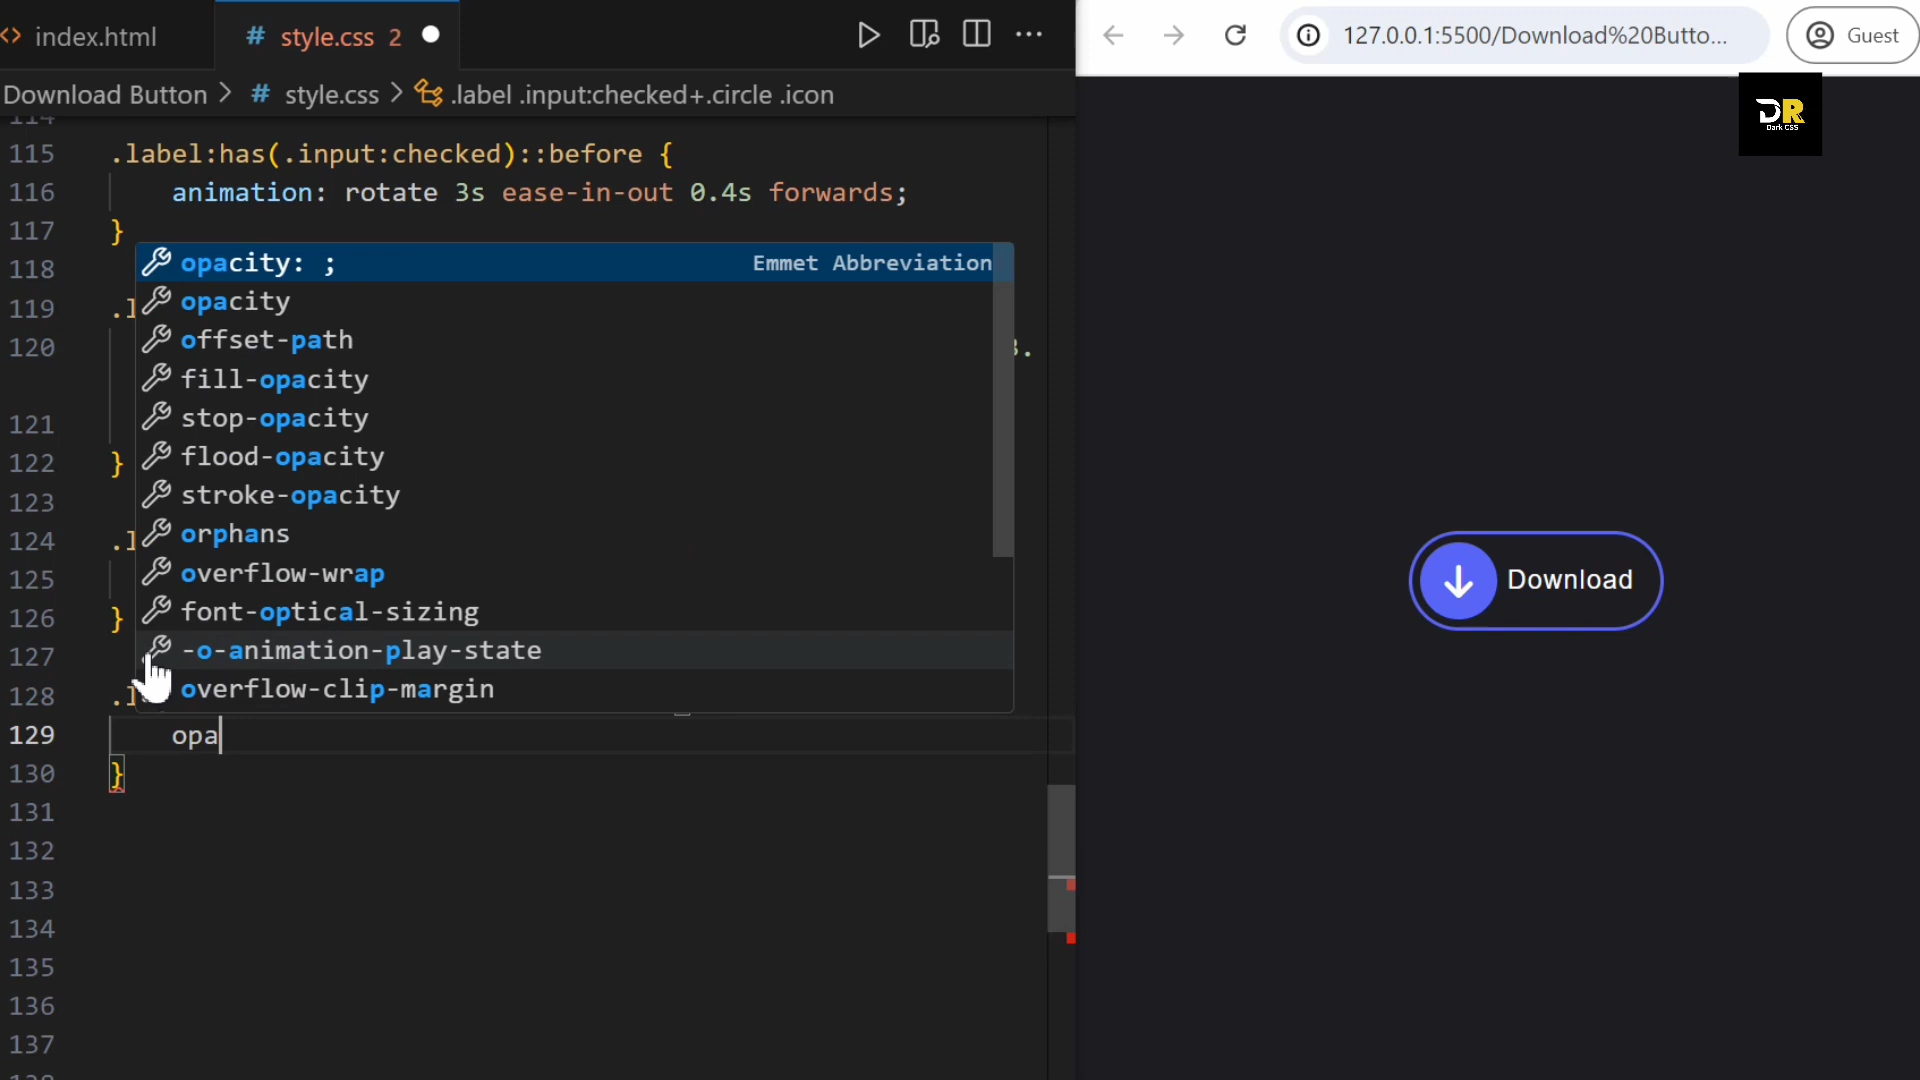 <> index.html
# style.css 2
127.0.0.1:5500/Download%20Butto...
Guest
Download Button > # style.css > .label .input:checked+.circle .icon
DR
Dark CSS
114
115 .label:has(.input:checked)::before {
116 animation: rotate 3s ease-in-out 0.4s forwards;
117 }
118
opacity: ; Emmet Abbreviation
opacity
119 .l
offset-path
120
fill-opacity
stop-opacity
121
flood-opacity
122 }
stroke-opacity
123
orphans
124 .l
overflow-wrap
125
font-optical-sizing
126 }
-o-animation-play-state
127
overflow-clip-margin
128 .l
129 opa
130 }
131
132
133
134
135
136
137
138
Download